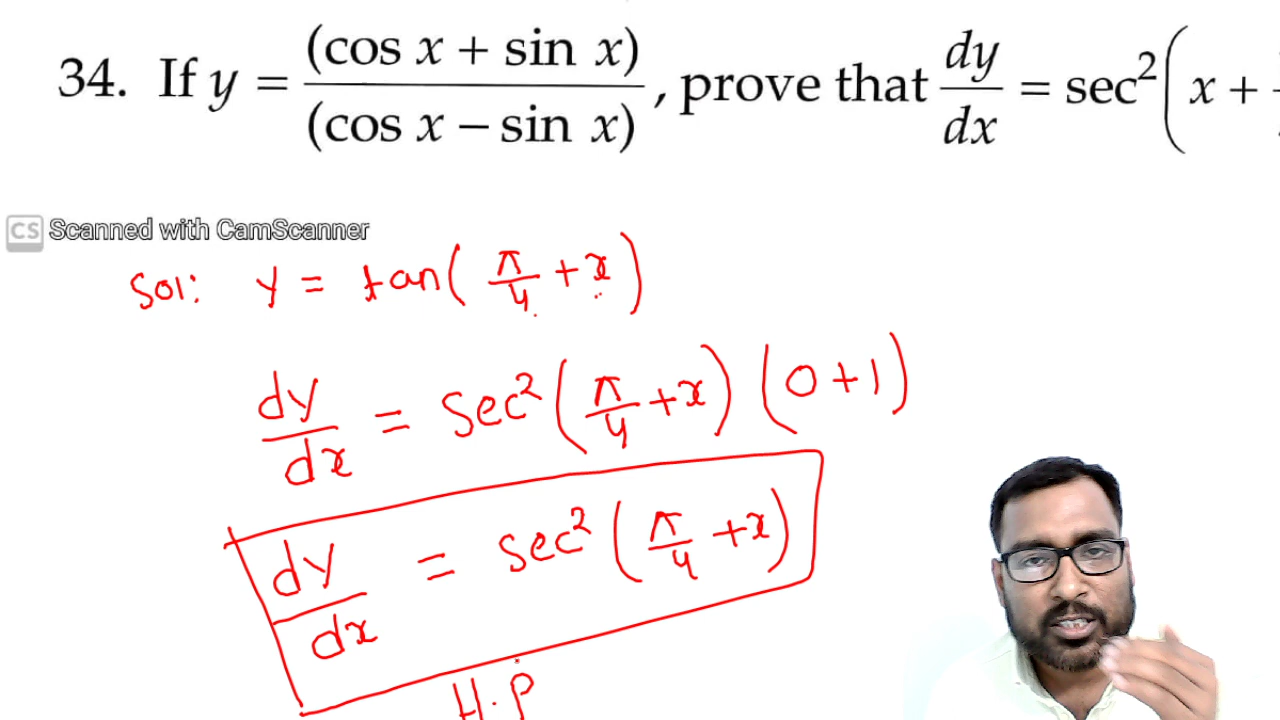 34. If y = (cos x + sin x) / (cos x − sin x), prove that dy/dx = sec²( x +
CS Scanned with CamScanner
Sol: y = tan( π/4 + x )
dy/dx = sec² ( π/4 + x ) ( 0 + 1 )
dy/dx = sec² ( π/4 + x )
H.P